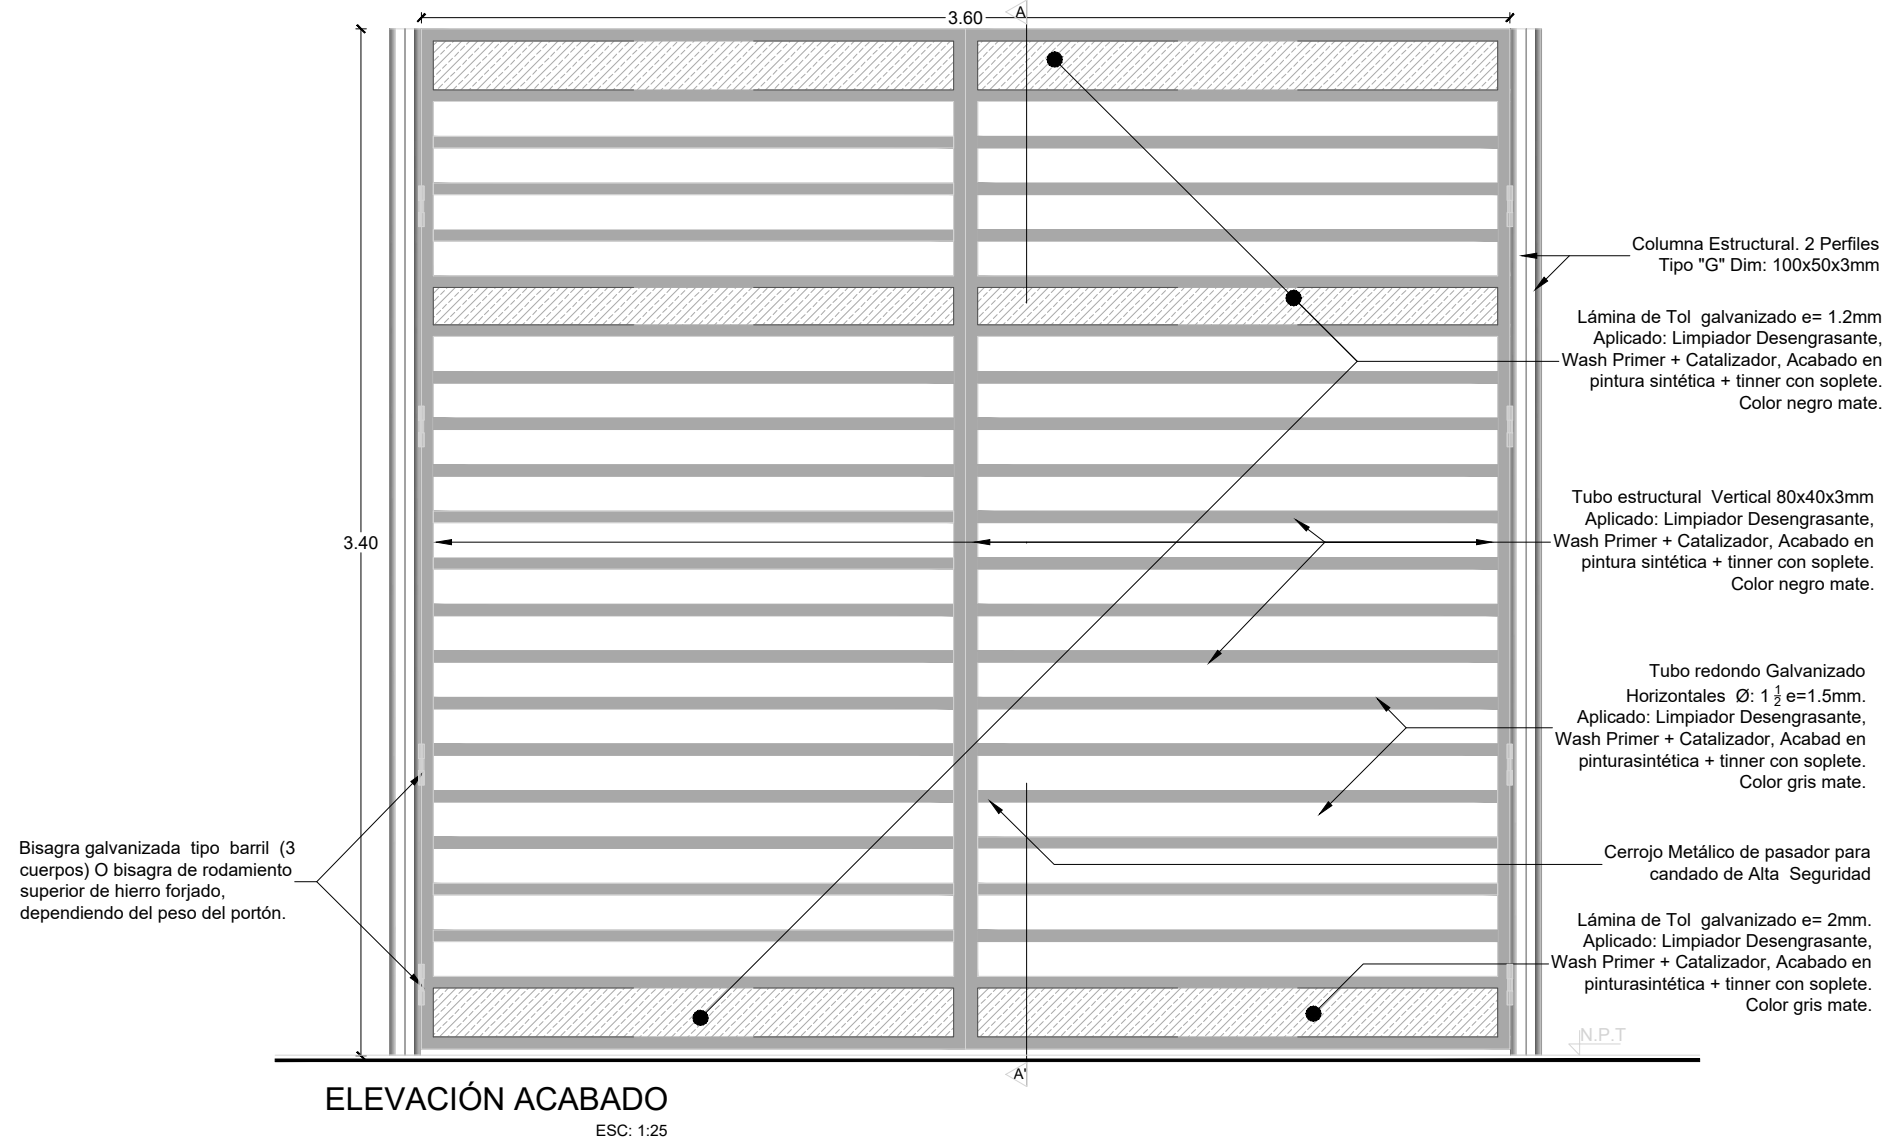 3.60
A
3.40
Columna Estructural. 2 Perfiles
Tipo "G" Dim: 100x50x3mm
Lámina de Tol galvanizado e= 1.2mm
Aplicado: Limpiador Desengrasante,
Wash Primer + Catalizador, Acabado en
pintura sintética + tinner con soplete.
Color negro mate.
Tubo estructural Vertical 80x40x3mm
Aplicado: Limpiador Desengrasante,
Wash Primer + Catalizador, Acabado en
pintura sintética + tinner con soplete.
Color negro mate.
Tubo redondo Galvanizado
Horizontales Ø: 1 1/2 e=1.5mm.
Aplicado: Limpiador Desengrasante,
Wash Primer + Catalizador, Acabad en
pinturasintética + tinner con soplete.
Color gris mate.
Bisagra galvanizada tipo barril (3
cuerpos) O bisagra de rodamiento
superior de hierro forjado,
dependiendo del peso del portón.
Cerrojo Metálico de pasador para
candado de Alta Seguridad
Lámina de Tol galvanizado e= 2mm.
Aplicado: Limpiador Desengrasante,
Wash Primer + Catalizador, Acabado en
pinturasintética + tinner con soplete.
Color gris mate.
N.P.T
A'
ELEVACIÓN ACABADO
ESC: 1:25